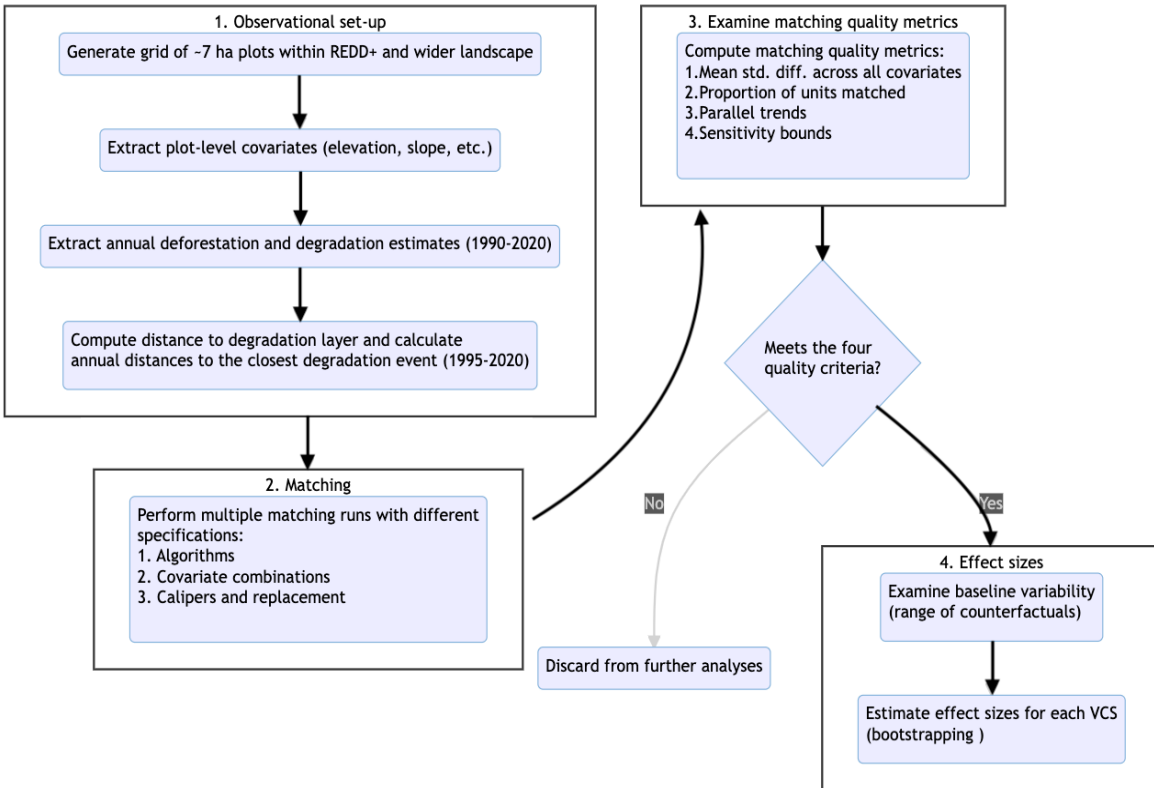 1. Observational set-up
Generate grid of ~7 ha plots within REDD+ and wider landscape
Extract plot-level covariates (elevation, slope, etc.)
Extract annual deforestation and degradation estimates (1990-2020)
Compute distance to degradation layer and calculate
annual distances to the closest degradation event (1995-2020)
2. Matching
Perform multiple matching runs with different
specifications:
1. Algorithms
2. Covariate combinations
3. Calipers and replacement
3. Examine matching quality metrics
Compute matching quality metrics:
1.Mean std. diff. across all covariates
2.Proportion of units matched
3.Parallel trends
4.Sensitivity bounds
Meets the four
quality criteria?
No
Yes
Discard from further analyses
4. Effect sizes
Examine baseline variability
(range of counterfactuals)
Estimate effect sizes for each VCS
(bootstrapping )